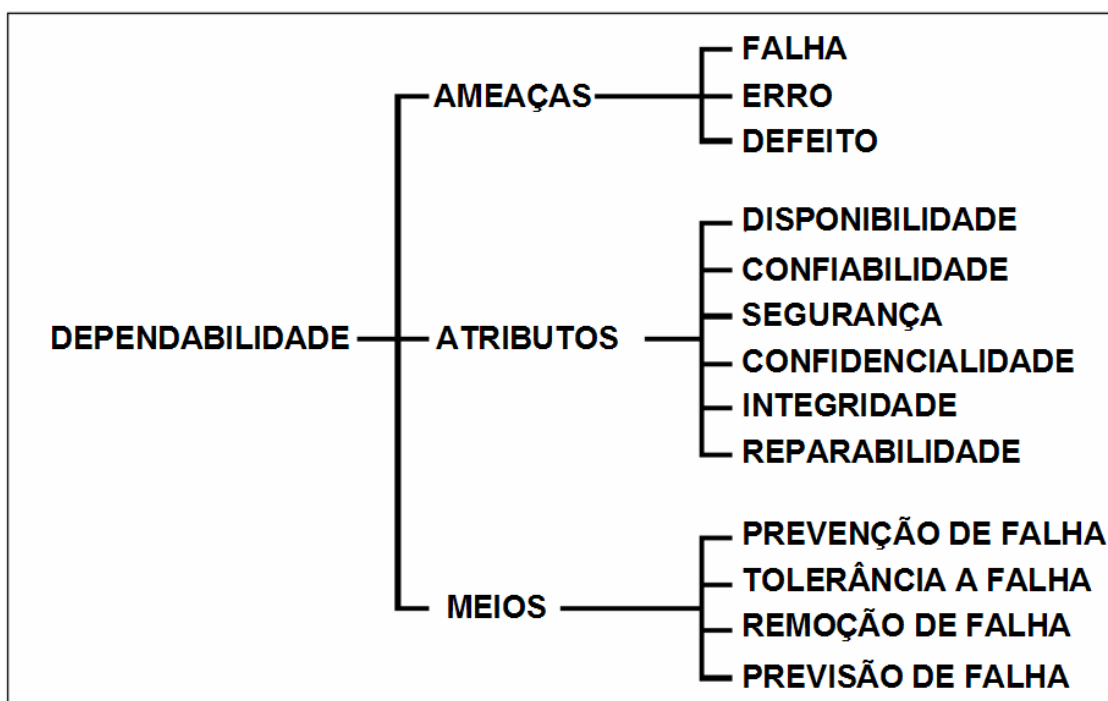 FALHA
AMEAÇAS
ERRO
DEFEITO
DISPONIBILIDADE
CONFIABILIDADE
SEGURANÇA
DEPENDABILIDADE
ATRIBUTOS
CONFIDENCIALIDADE
INTEGRIDADE
REPARABILIDADE
PREVENÇÃO DE FALHA
TOLERÂNCIA A FALHA
MEIOS
REMOÇÃO DE FALHA
PREVISÃO DE FALHA